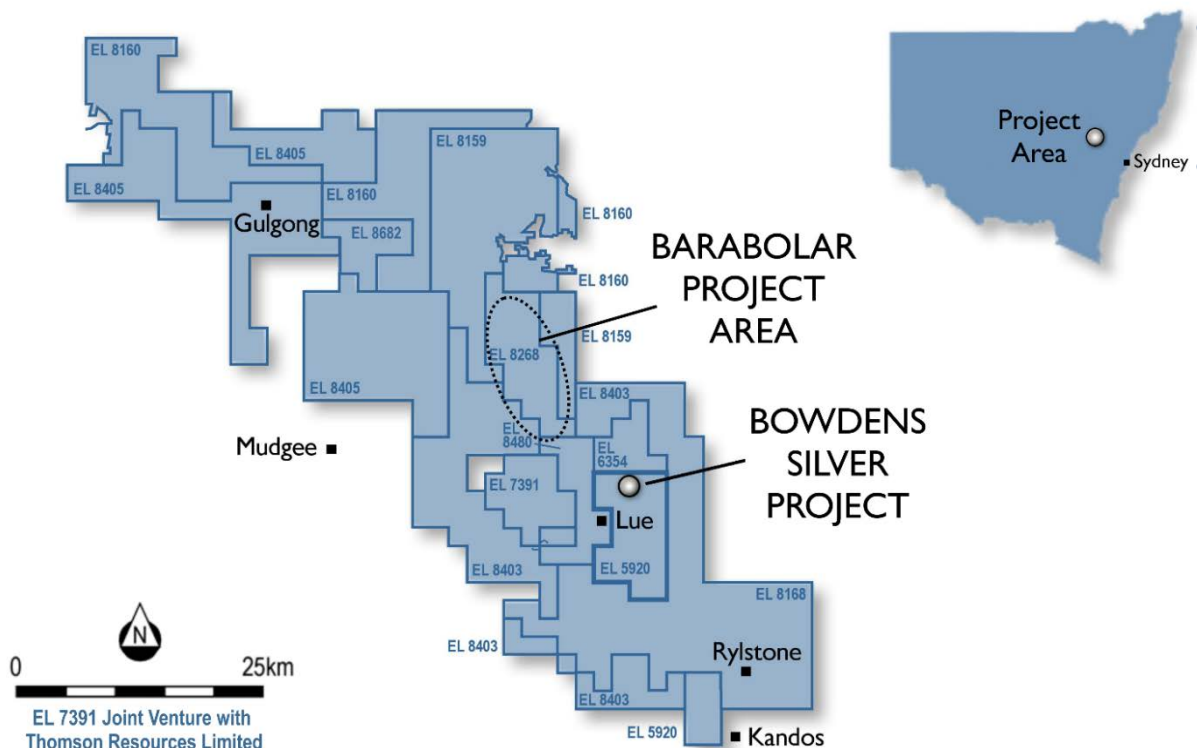 EL 8160
EL 8405
EL 8159
EL 8405
EL 8160
Gulgong
EL 8682
EL 8160
EL 8160
BARABOLAR
PROJECT
AREA
EL 8159
EL 8268
EL 8405
EL 8403
Mudgee
EL
8480
EL
6354
BOWDENS
SILVER
PROJECT
EL 7391
Lue
EL 8403
EL 5920
EL 8168
EL 8403
Rylstone
EL 8403
EL 5920
Kandos
Project
Area
Sydney
N
0 25km
EL 7391 Joint Venture with
Thomson Resources Limited